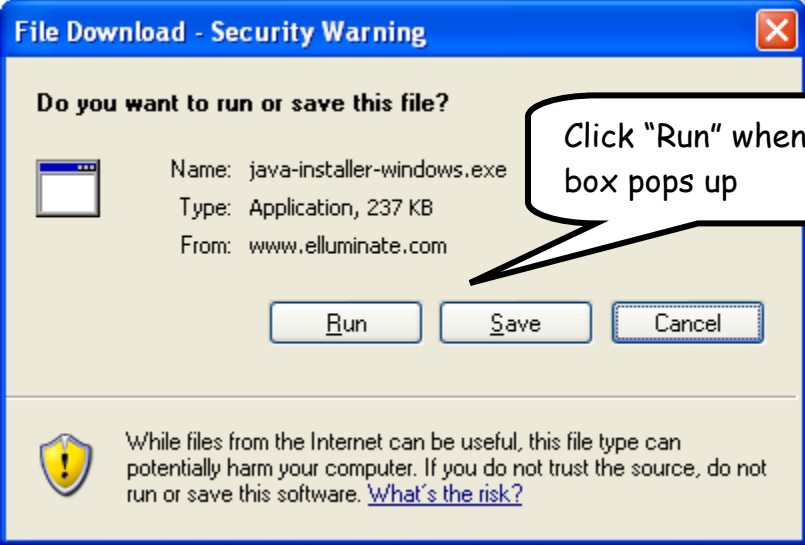 File Download - Security Warning
Do you want to run or save this file?
Click “Run” when
box pops up
Name: java-installer-windows.exe
Type: Application, 237 KB
From: www.elluminate.com
Run Save Cancel
While files from the Internet can be useful, this file type can
potentially harm your computer. If you do not trust the source, do not
run or save this software. What's the risk?